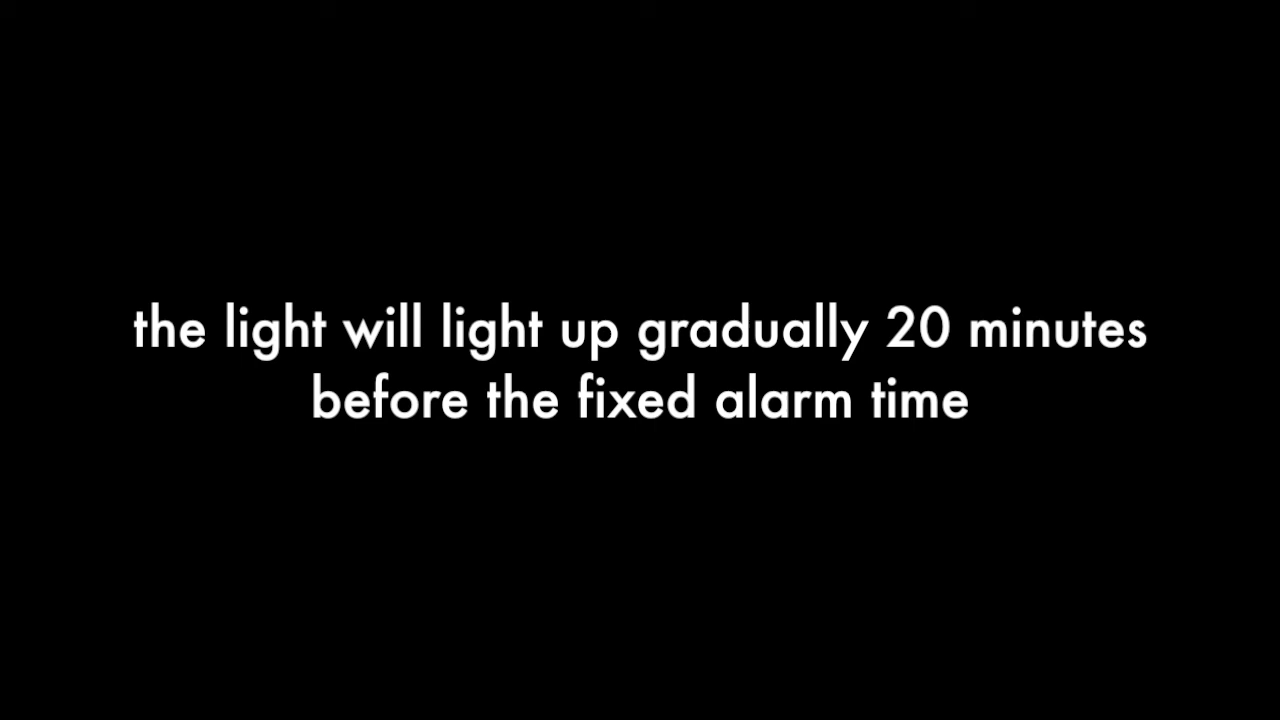 the light will light up gradually 20 minutes
before the fixed alarm time